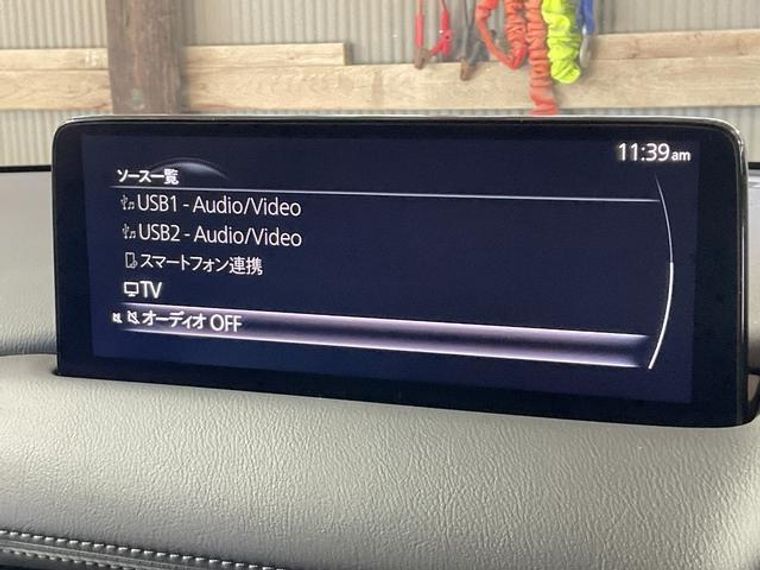 11:39am
ソース一覧
USB1 - Audio/Video
USB2 - Audio/Video
スマートフォン連携
TV
オーディオ OFF